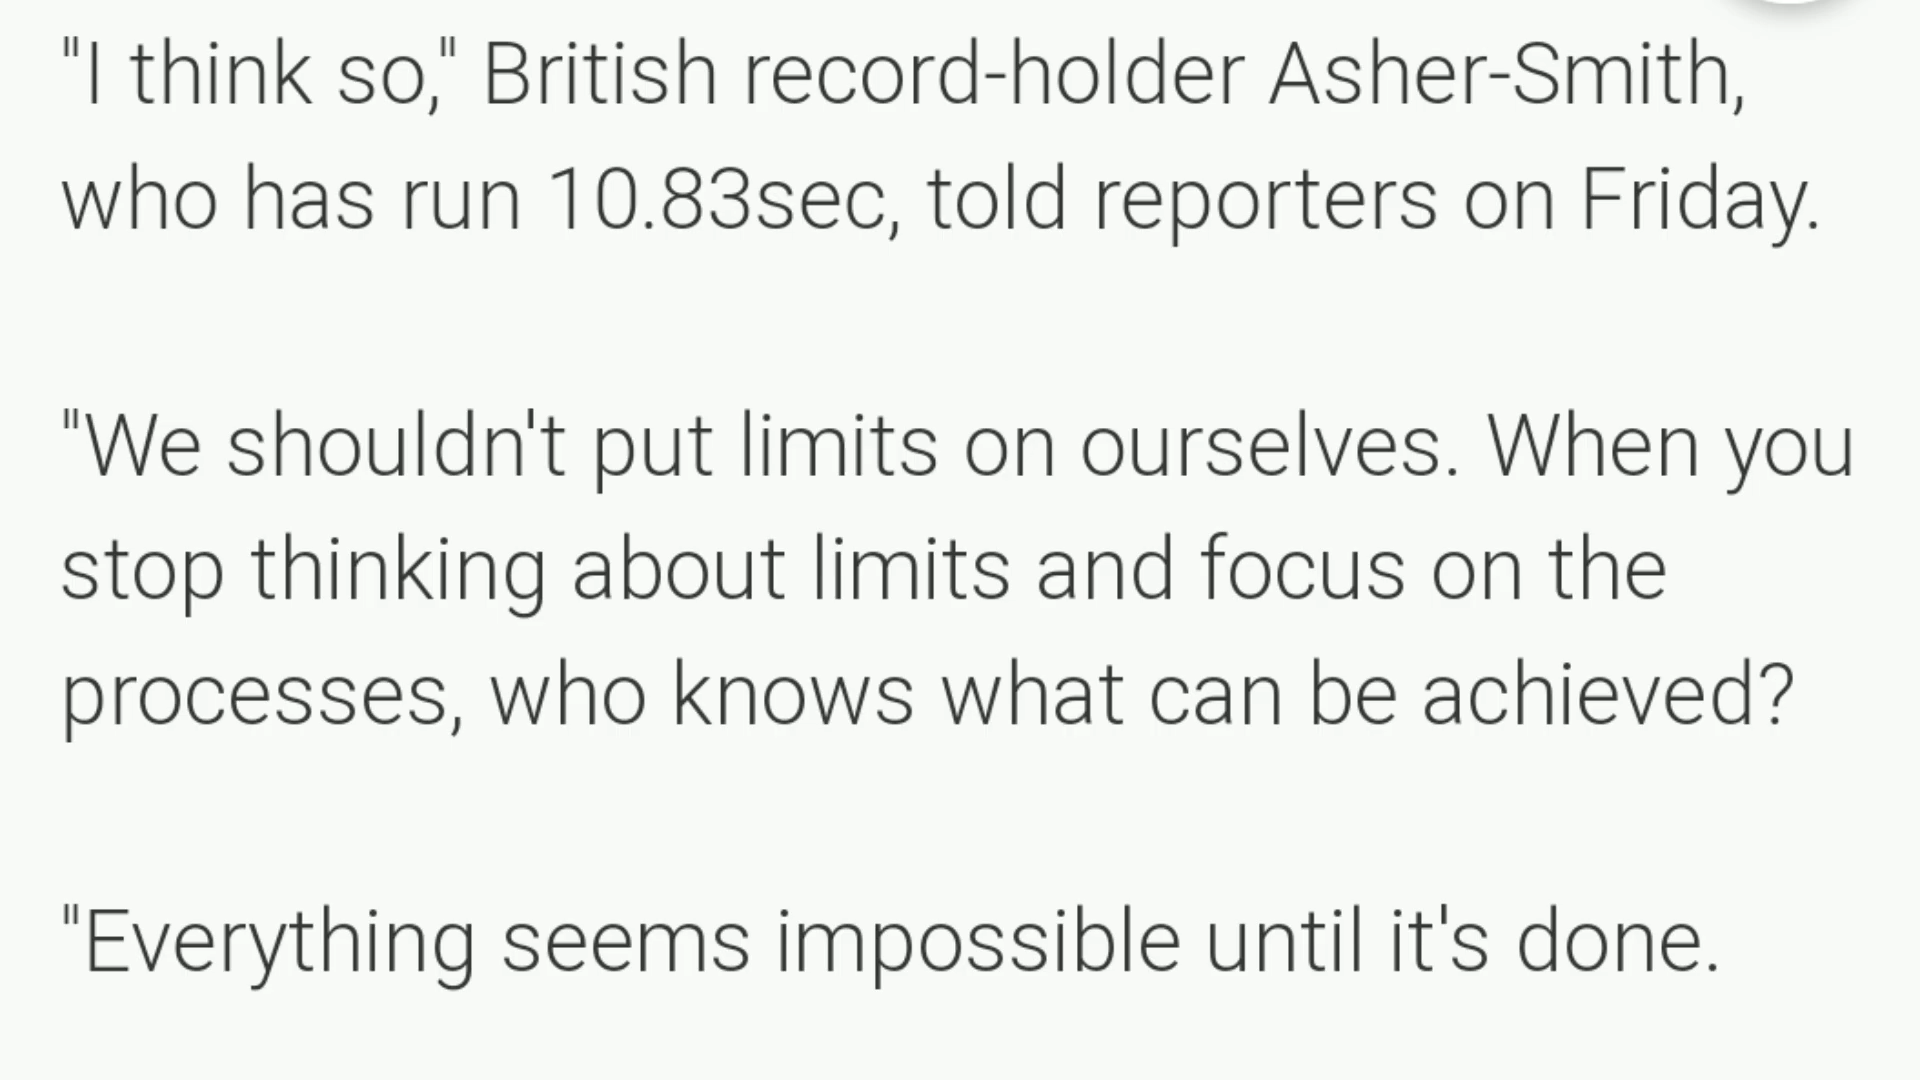 "I think so," British record-holder Asher-Smith,
who has run 10.83sec, told reporters on Friday.
"We shouldn't put limits on ourselves. When you
stop thinking about limits and focus on the
processes, who knows what can be achieved?
"Everything seems impossible until it's done.